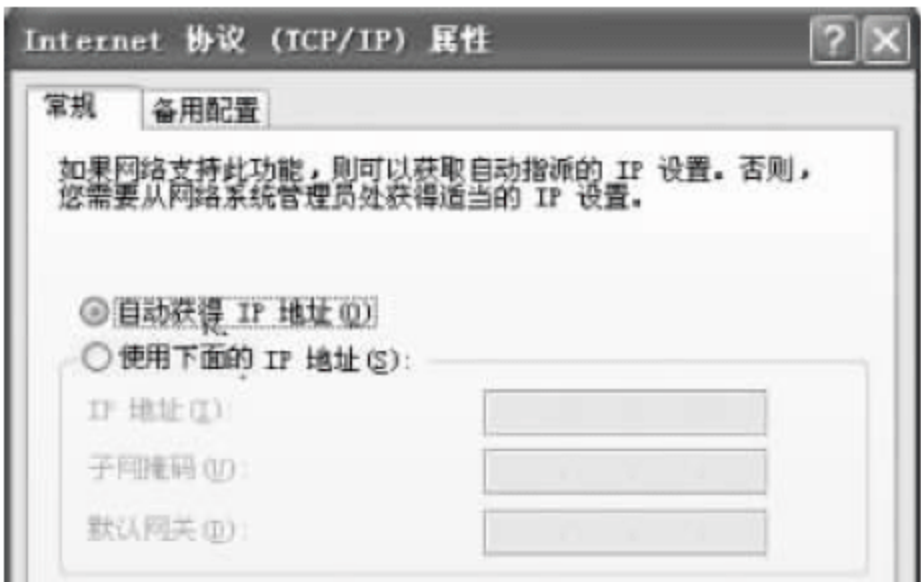 Internet 协议 (TCP/IP) 属性
常规 备用配置
如果网络支持此功能，则可以获取自动指派的 IP 设置。否则，
您需要从网络系统管理员处获得适当的 IP 设置。
自动获得 IP 地址(O)
使用下面的 IP 地址(S):
IP 地址(I):
子网掩码(U):
默认网关(D):